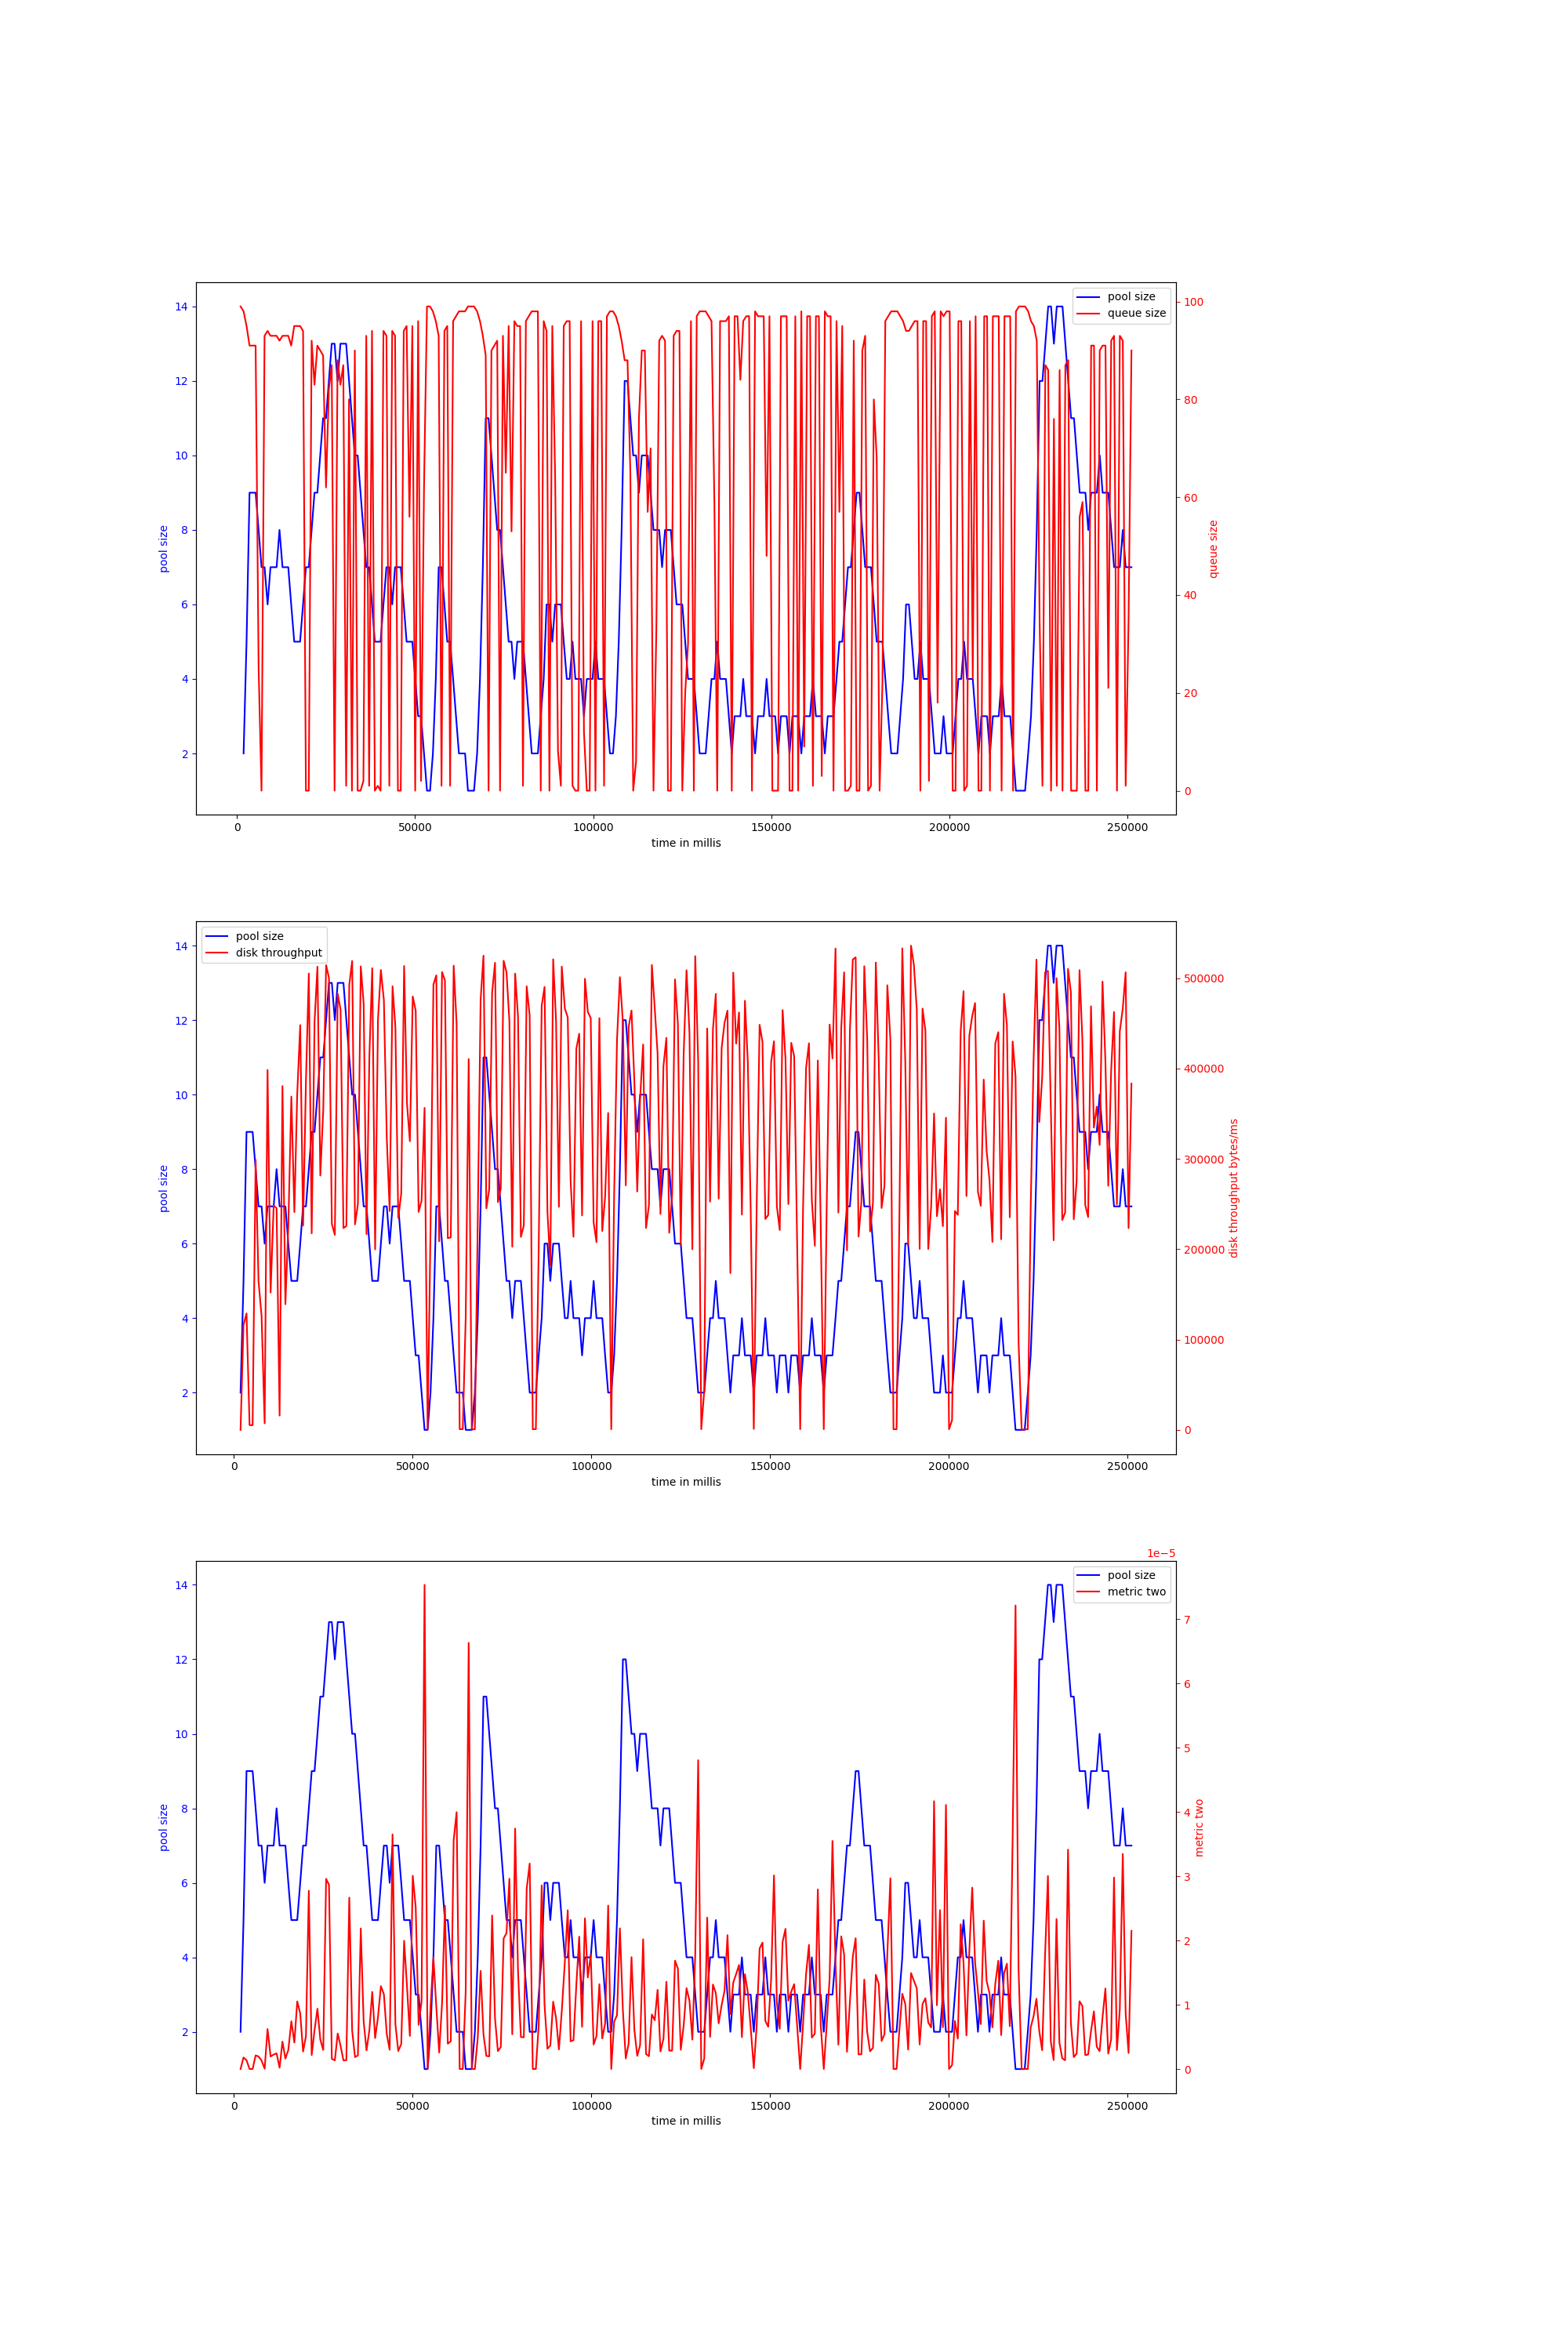 pool size
queue size
14
12
10
8
6
4
2
pool size
100
80
60
40
20
0
queue size
0 50000 100000 150000 200000 250000
time in millis
pool size
disk throughput
14
12
10
8
6
4
2
pool size
500000
400000
300000
200000
100000
0
disk throughput bytes/ms
0 50000 100000 150000 200000 250000
time in millis
1e−5
pool size
metric two
14
12
10
8
6
4
2
pool size
7
6
5
4
3
2
1
0
metric two
0 50000 100000 150000 200000 250000
time in millis